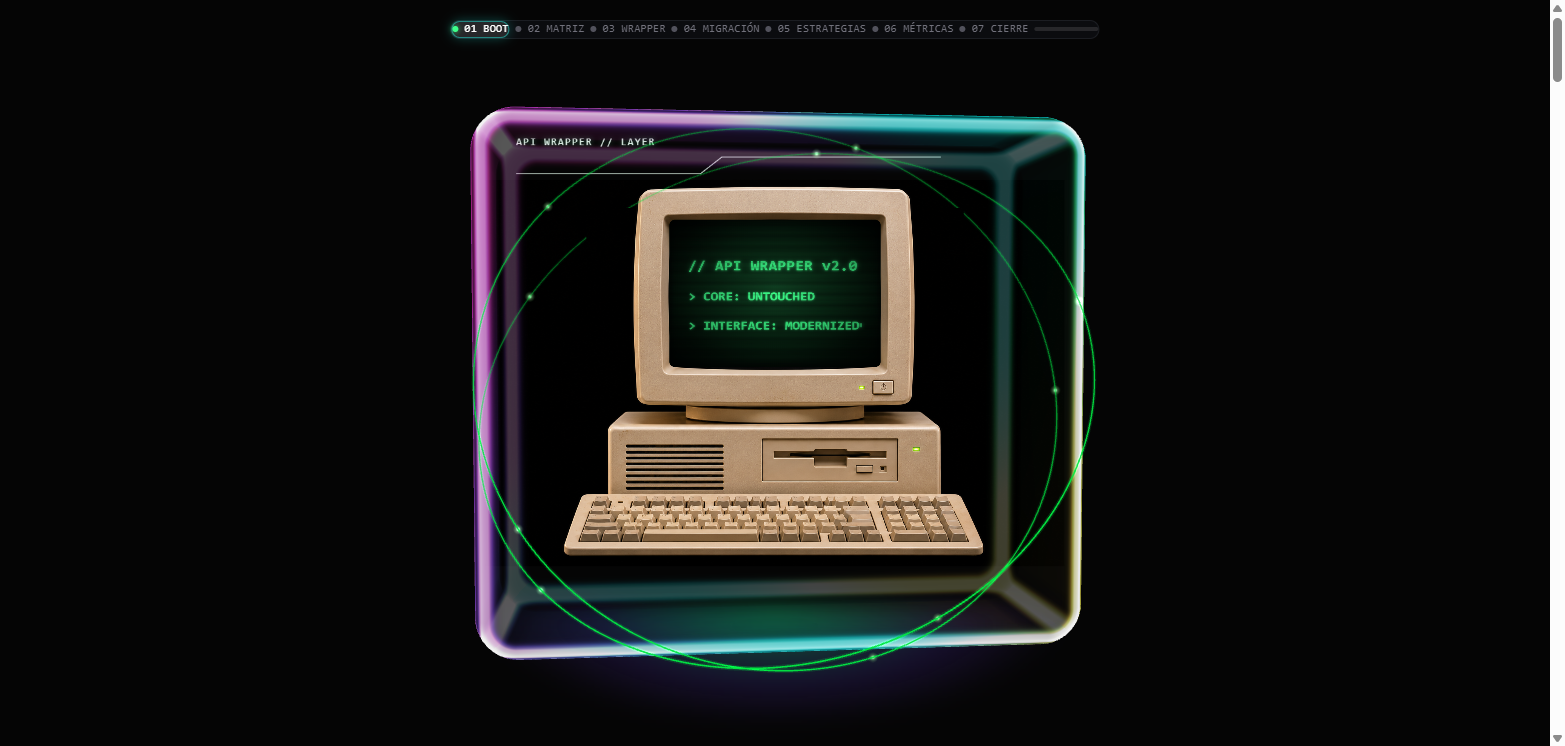 01 BOOT 02 MATRIZ 03 WRAPPER 04 MIGRACIÓN 05 ESTRATEGIAS 06 MÉTRICAS 07 CIERRE
API WRAPPER // LAYER
// API WRAPPER v2.0
> CORE: UNTOUCHED
> INTERFACE: MODERNIZED